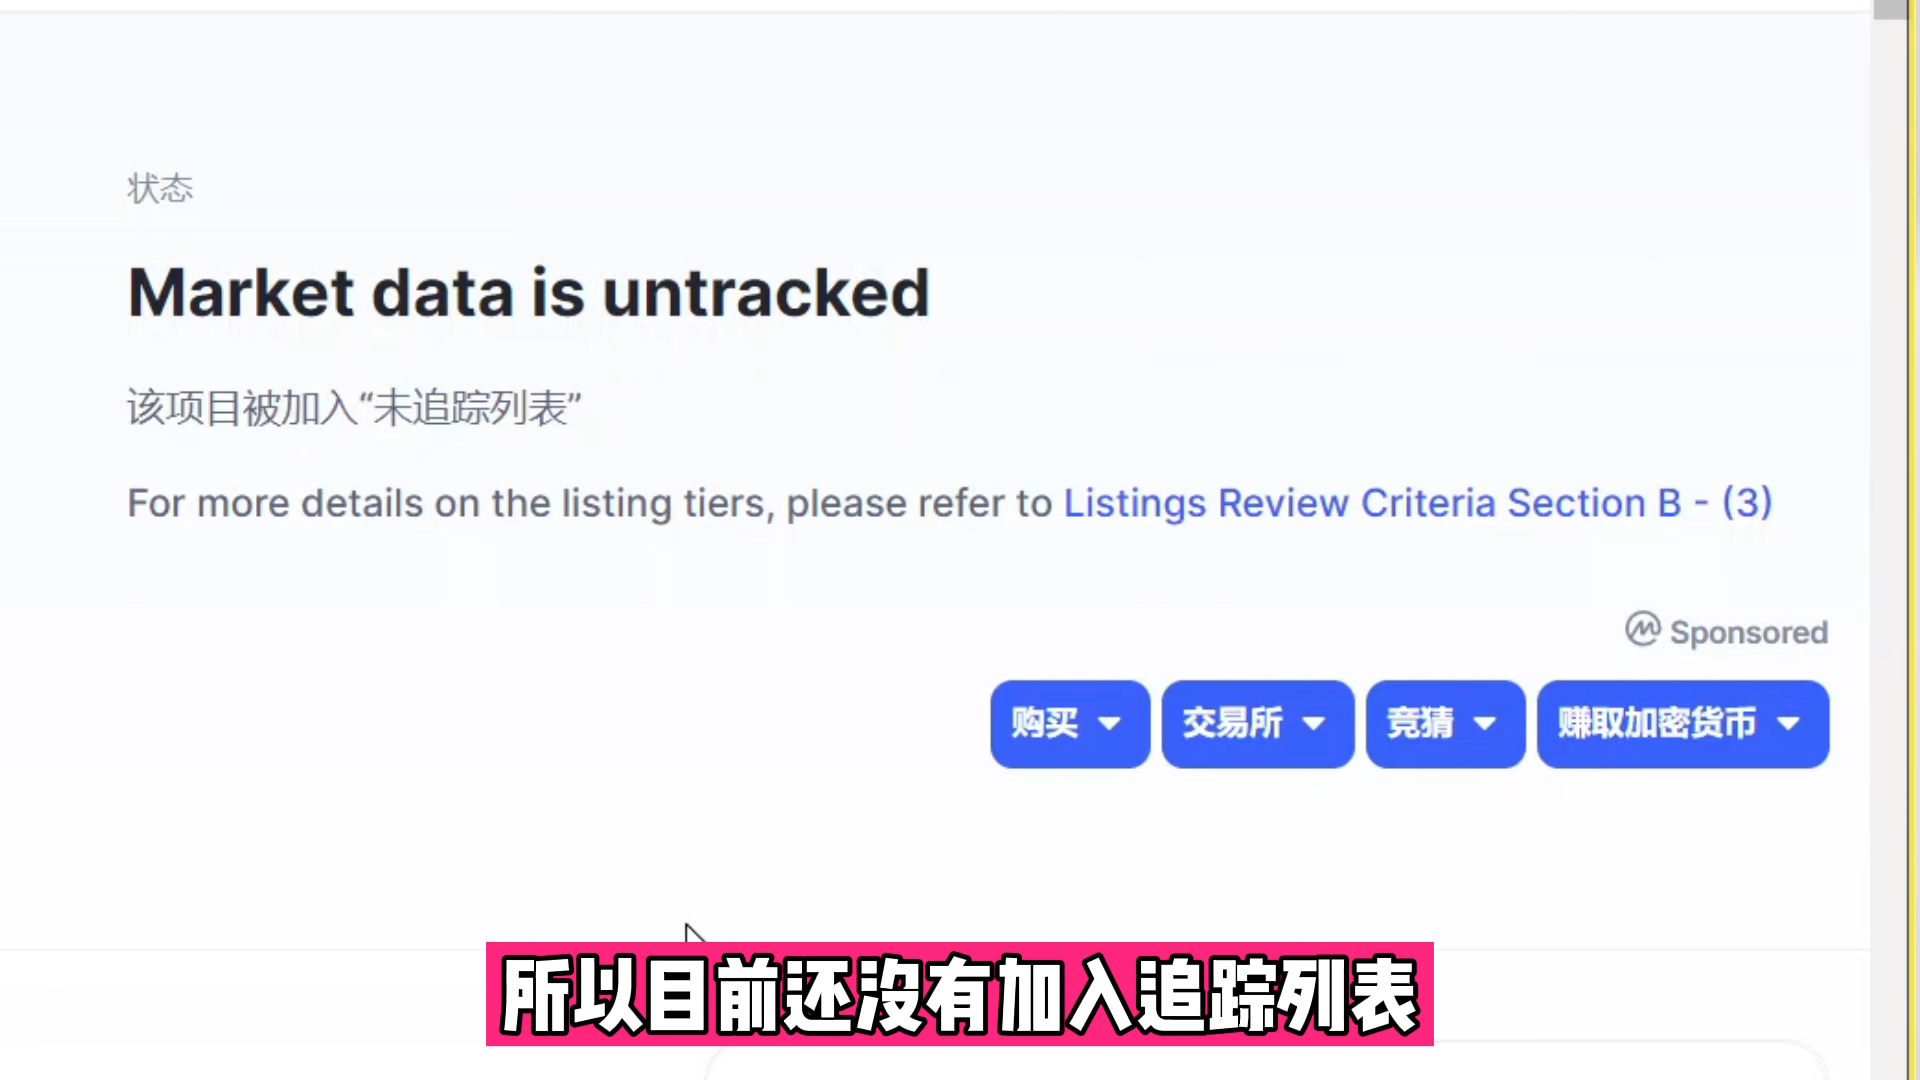 状态
Market data is untracked
该项目被加入“未追踪列表”
For more details on the listing tiers, please refer to Listings Review Criteria Section B - (3)
Sponsored
购买 交易所 竞猜 赚取加密货币
所以目前还没有加入追踪列表